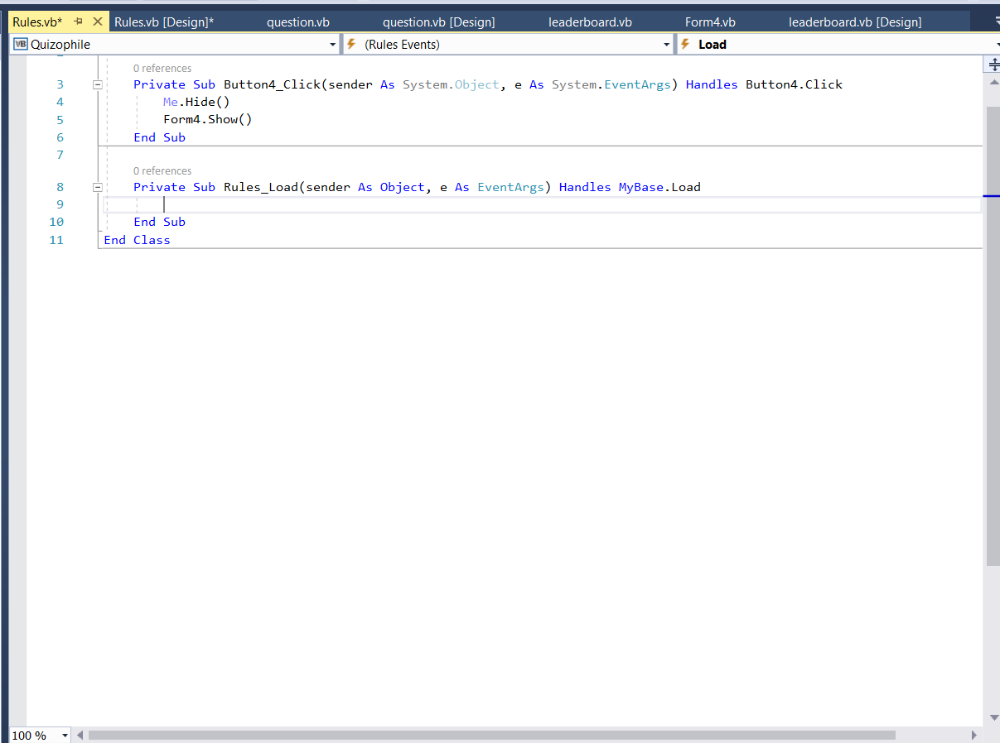 Rules.vb* Rules.vb [Design]* question.vb question.vb [Design] leaderboard.vb Form4.vb leaderboard.vb [Design]
VB Quizophile (Rules Events) Load
0 references
3 Private Sub Button4_Click(sender As System.Object, e As System.EventArgs) Handles Button4.Click
4 Me.Hide()
5 Form4.Show()
6 End Sub
7
0 references
8 Private Sub Rules_Load(sender As Object, e As EventArgs) Handles MyBase.Load
9
10 End Sub
11 End Class
100 %